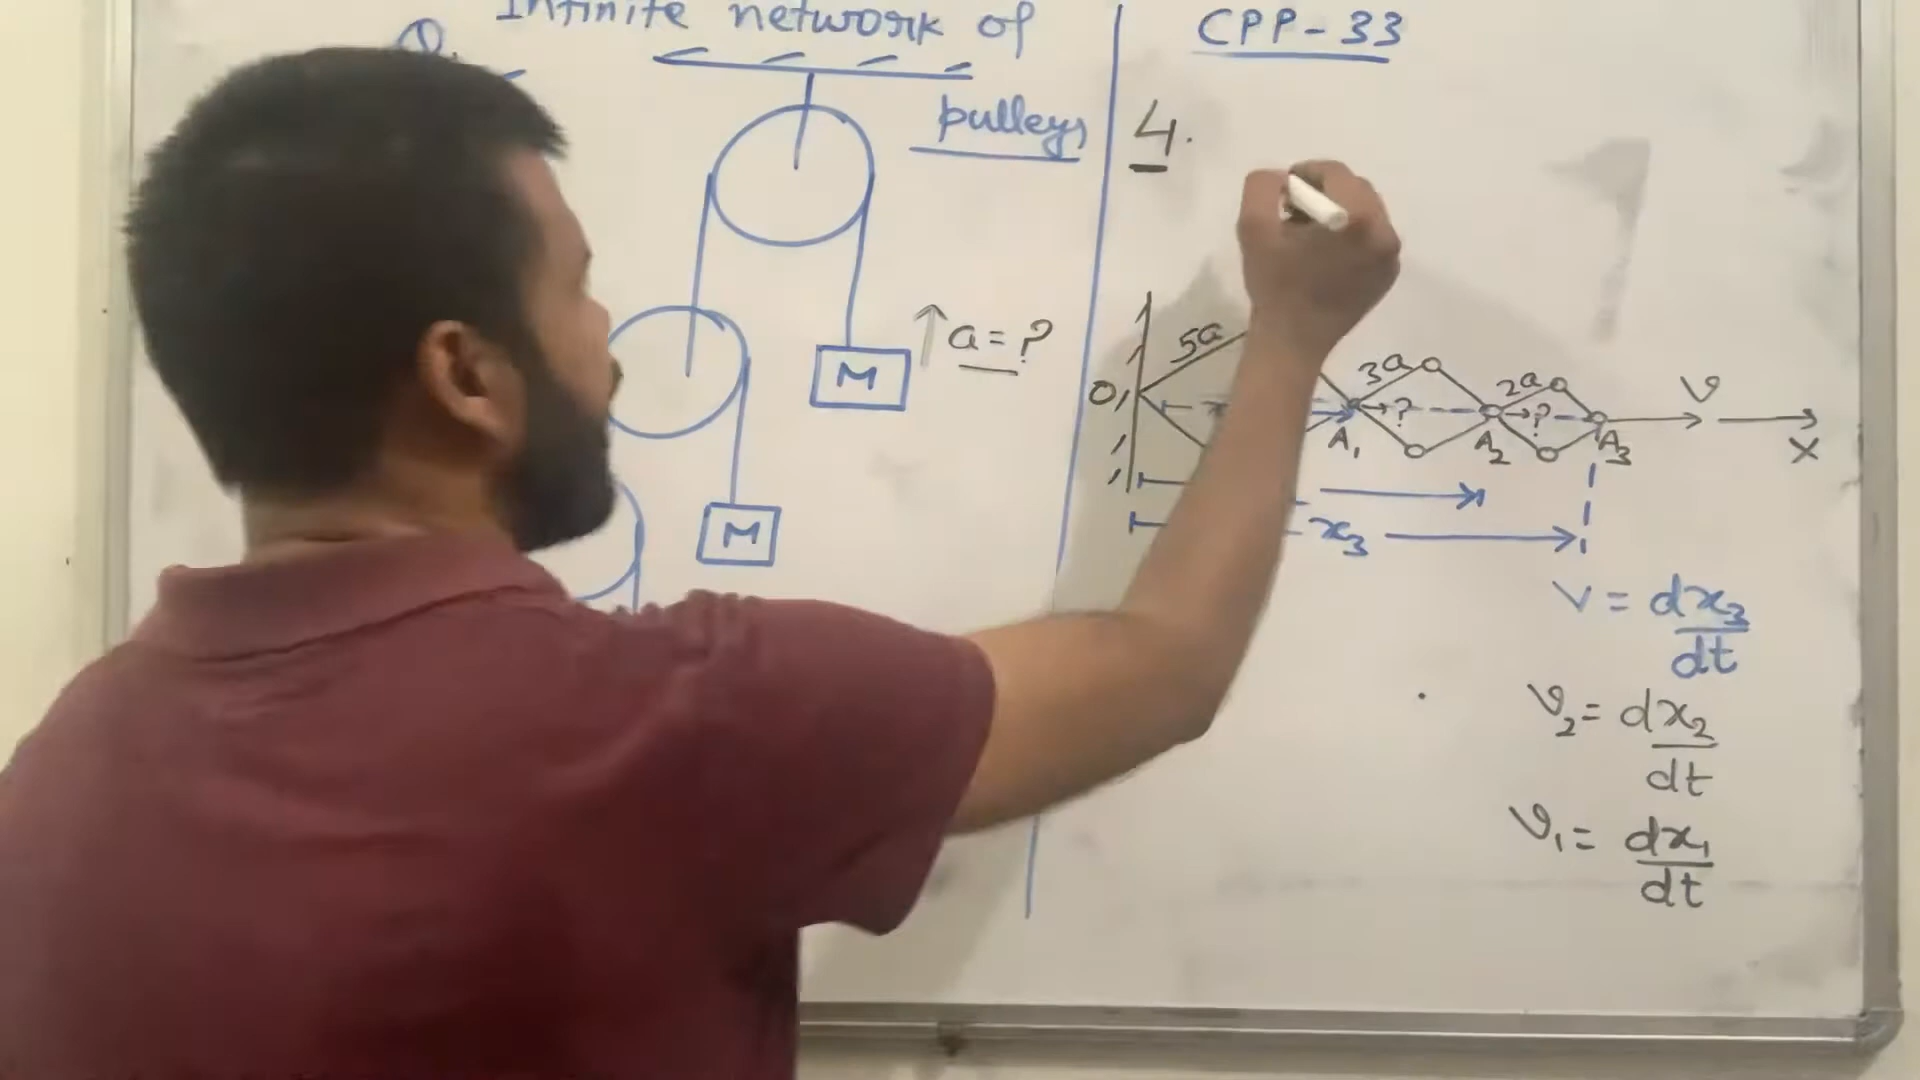 Q. Infinite network of
pulleys
M
a = ?
M
CPP-33
4.
5a
3a
2a
O,
→ ?
→ ?
v
A₁
A₂
A₃
X
x₃
v = dx₃/dt
v₂ = dx₂/dt
v₁ = dx₁/dt